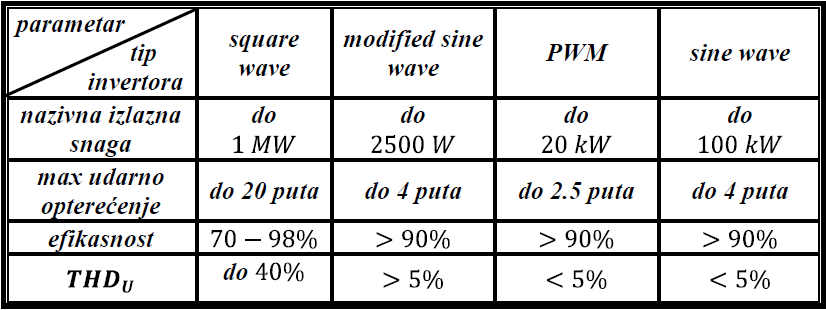 parametar
tip
invertora
square
wave
modified sine
wave
PWM
sine wave
nazivna izlazna
snaga
do
1 MW
do
2500 W
do
20 kW
do
100 kW
max udarno
opterećenje
do 20 puta
do 4 puta
do 2.5 puta
do 4 puta
efikasnost
70 − 98%
> 90%
> 90%
> 90%
THD_U
do 40%
> 5%
< 5%
< 5%